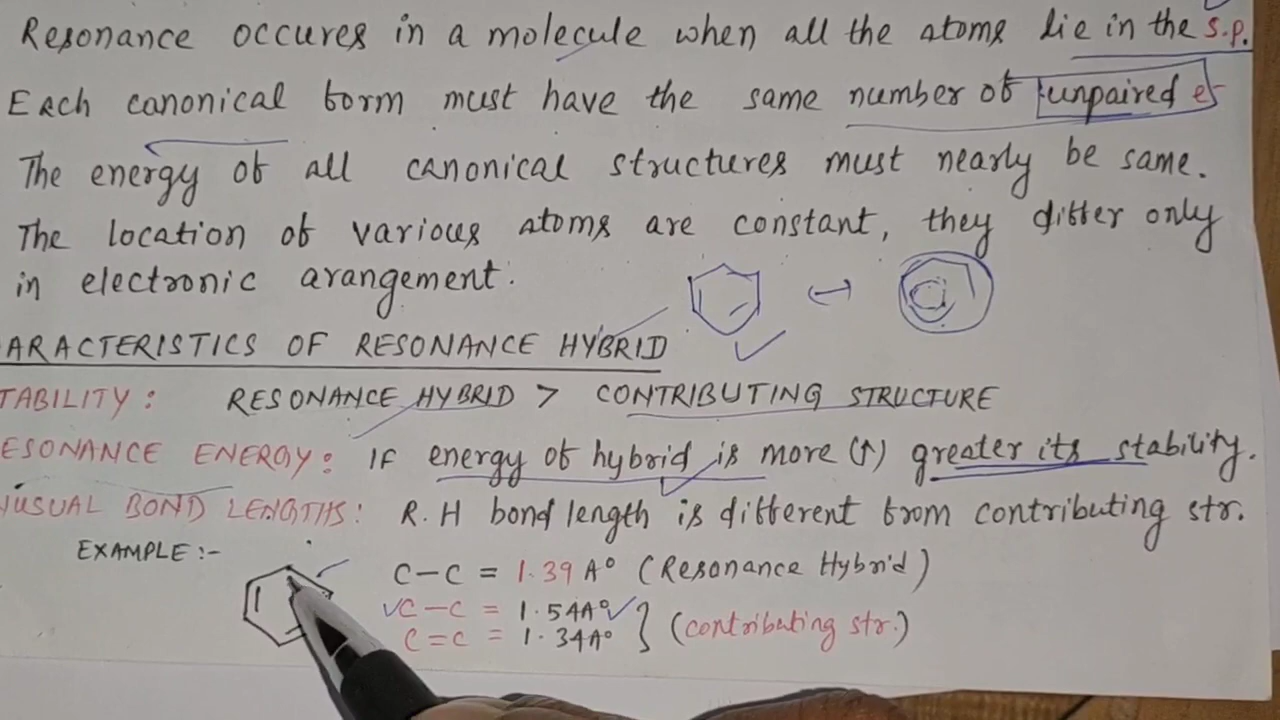 Resonance occures in a molecule when all the atoms lie in the s.p.
Each canonical form must have the same number of unpaired e-
The energy of all canonical structures must nearly be same.
The location of various atoms are constant, they differ only
in electronic arangement.
ARACTERISTICS OF RESONANCE HYBRID
TABILITY: RESONANCE HYBRID > CONTRIBUTING STRUCTURE
ESONANCE ENERGY: IF energy of hybrid is more (↑) greater its stability.
NUSUAL BOND LENGTHS: R.H bond length is different from contributing str.
EXAMPLE:-
C-C = 1.39 A° (Resonance Hybrid)
C-C = 1.54A°
C=C = 1.34A° } (contributing str.)